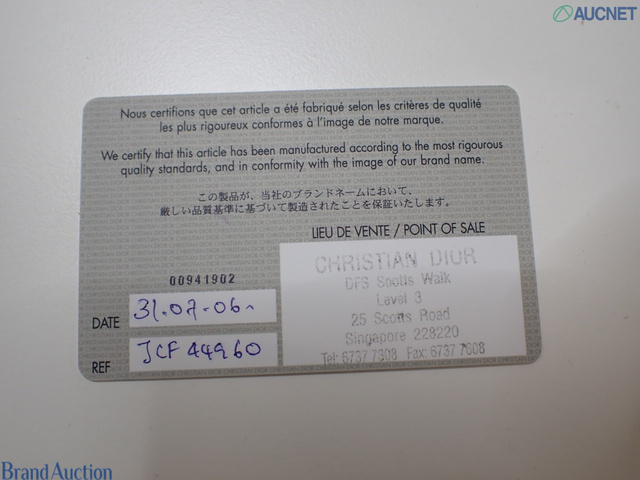 AUCNET
Nous certifions que cet article a été fabriqué selon les critères de qualité
les plus rigoureux conformes à l'image de notre marque.
We certify that this article has been manufactured according to the most rigourous
quality standards, and in conformity with the image of our brand name.
この製品が、当社のブランドネームにおいて、
厳しい品質基準に基づいて製造されたことを保証いたします。
LIEU DE VENTE / POINT OF SALE
CHRISTIAN DIOR
DFS Scotts Walk
Level 3
25 Scotts Road
Singapore 228220
Tel: 6737 7308 Fax: 6737 7608
00941902
DATE 31.07.06
REF JCF 44960
Brand Auction